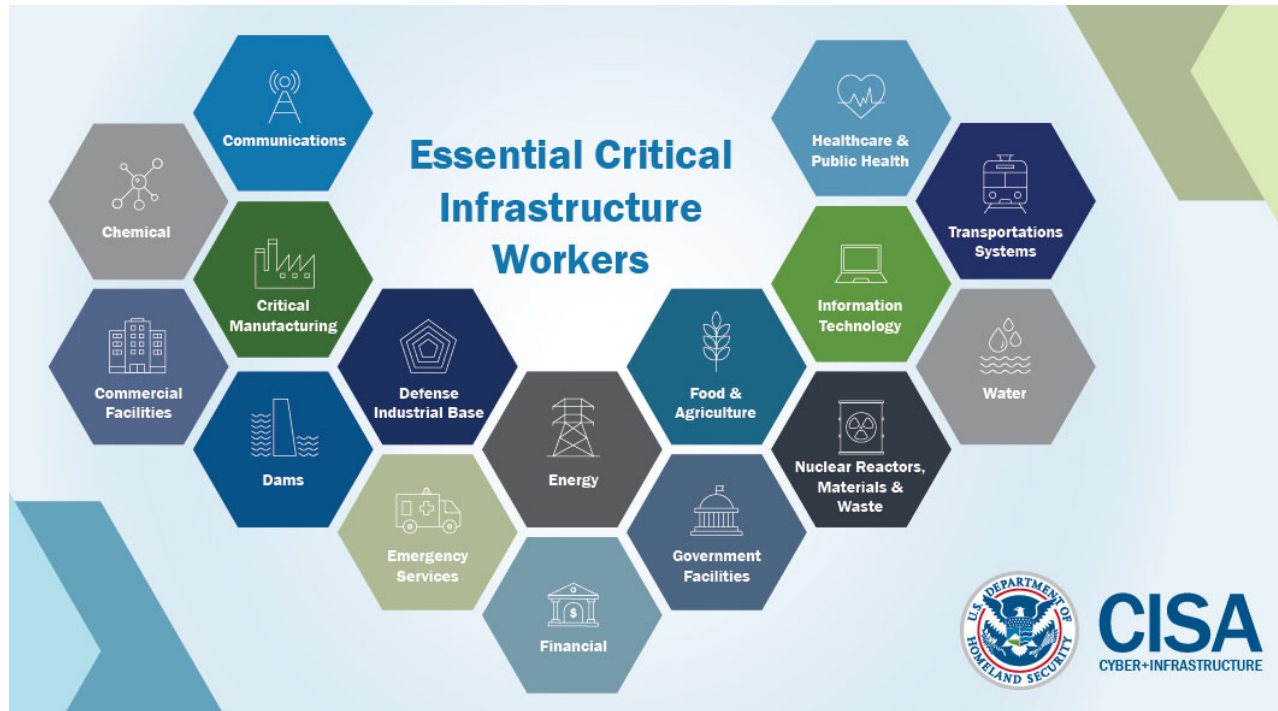 Essential Critical
Infrastructure
Workers
Communications
Chemical
Critical
Manufacturing
Commercial
Facilities
Dams
Defense
Industrial Base
Emergency
Services
Energy
Financial
Food &
Agriculture
Government
Facilities
Healthcare &
Public Health
Information
Technology
Nuclear Reactors,
Materials &
Waste
Transportations
Systems
Water
$
U.S. DEPARTMENT OF
HOMELAND SECURITY
CISA
CYBER+INFRASTRUCTURE